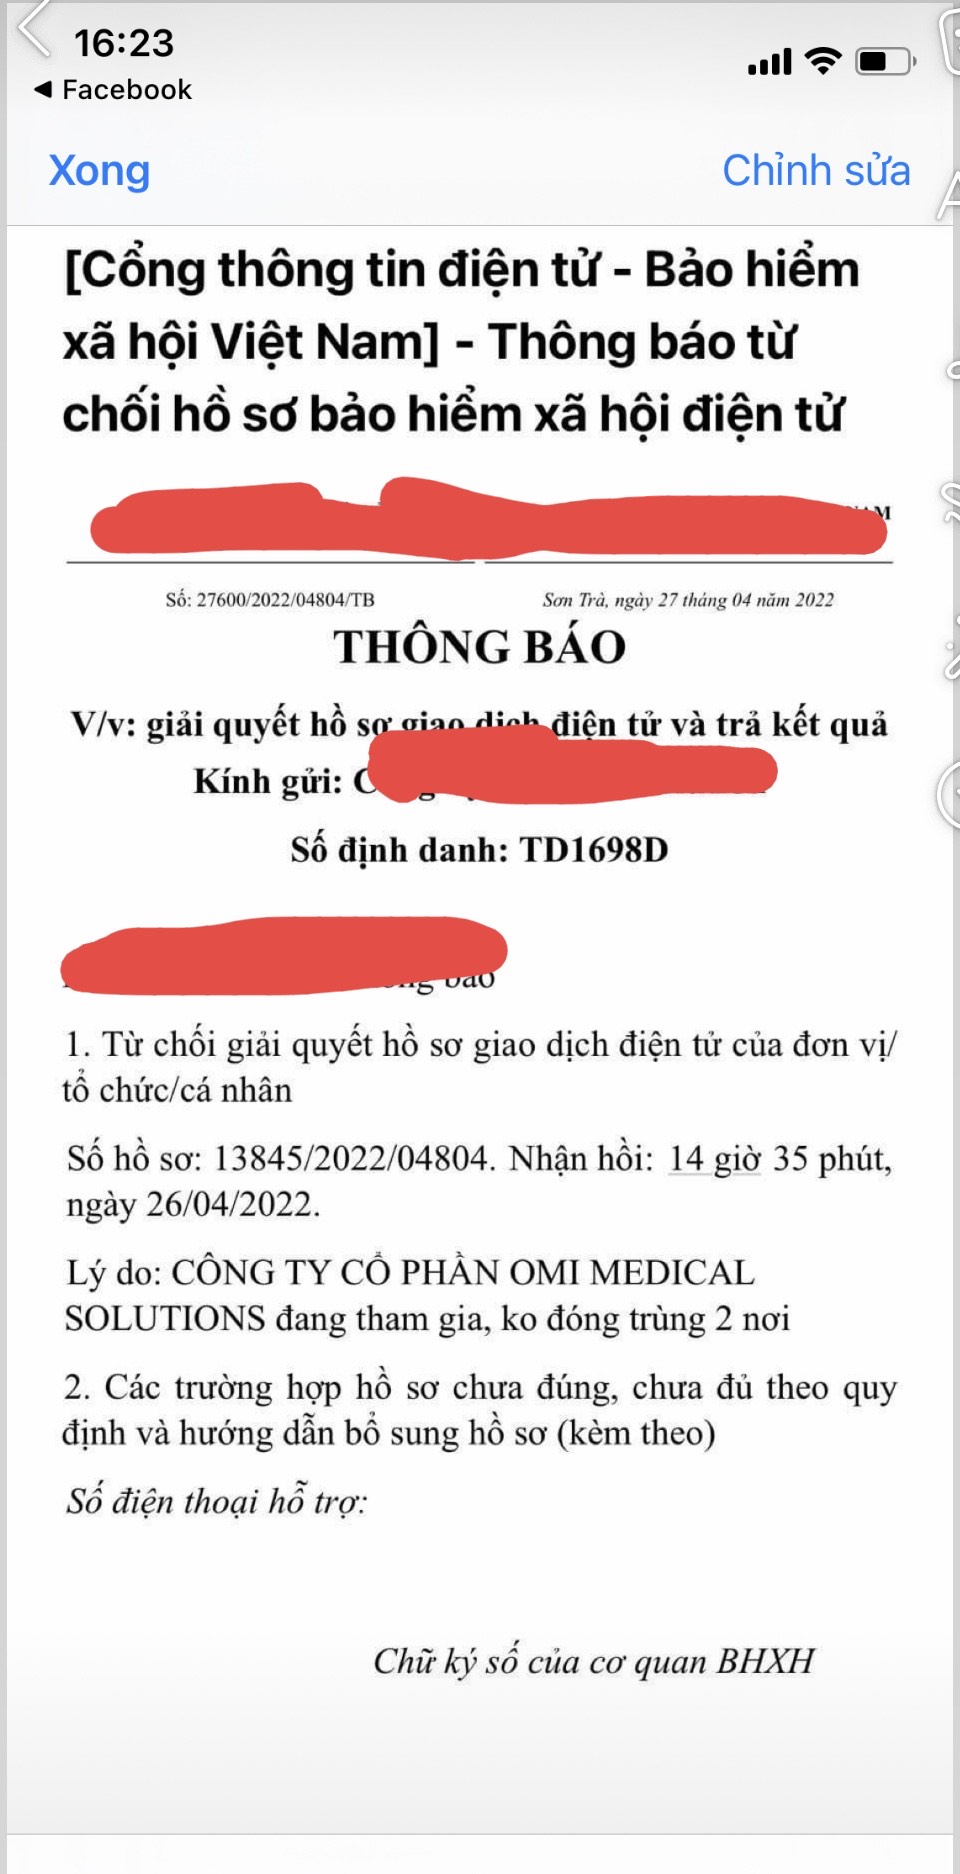 16:23
Facebook
Xong
Chỉnh sửa
[Cổng thông tin điện tử - Bảo hiểm
xã hội Việt Nam] - Thông báo từ
chối hồ sơ bảo hiểm xã hội điện tử
Số: 27600/2022/04804/TB
Sơn Trà, ngày 27 tháng 04 năm 2022
THÔNG BÁO
V/v: giải quyết hồ sơ giao dịch điện tử và trả kết quả
Kính gửi:
Số định danh: TD1698D
báo
1. Từ chối giải quyết hồ sơ giao dịch điện tử của đơn vị/
tổ chức/cá nhân
Số hồ sơ: 13845/2022/04804. Nhận hồi: 14 giờ 35 phút,
ngày 26/04/2022.
Lý do: CÔNG TY CỔ PHẦN OMI MEDICAL
SOLUTIONS đang tham gia, ko đóng trùng 2 nơi
2. Các trường hợp hồ sơ chưa đúng, chưa đủ theo quy
định và hướng dẫn bổ sung hồ sơ (kèm theo)
Số điện thoại hỗ trợ:
Chữ ký số của cơ quan BHXH